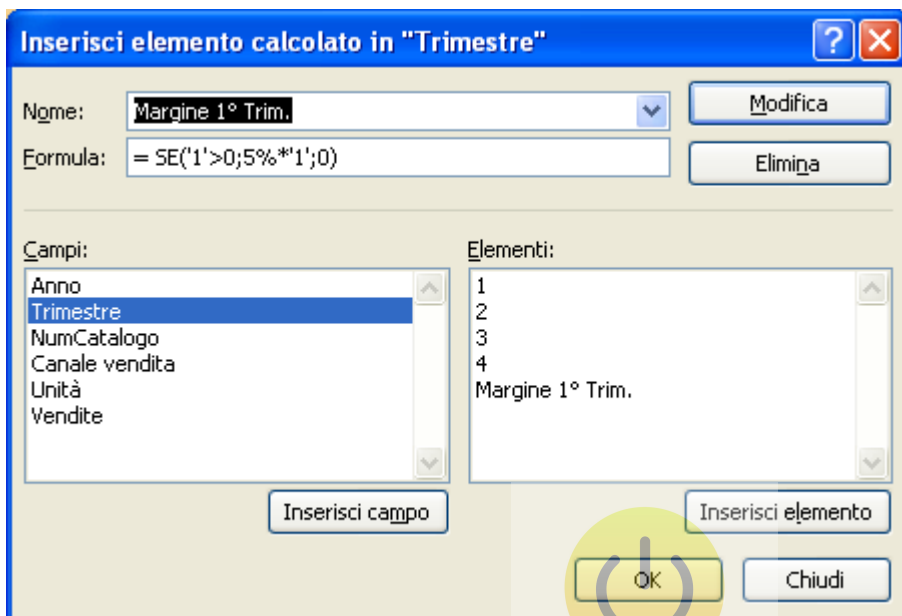 Inserisci elemento calcolato in "Trimestre"
Nome: Margine 1° Trim. Modifica
Formula: = SE('1'>0;5%*'1';0) Elimina
Campi: Elementi:
Anno 1
Trimestre 2
NumCatalogo 3
Canale vendita 4
Unità Margine 1° Trim.
Vendite
Inserisci campo Inserisci elemento
OK Chiudi